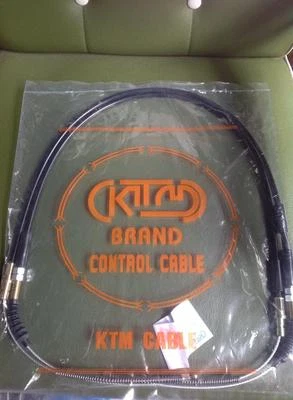 KTM
BRAND
CONTROL CABLE
KTM CABLE